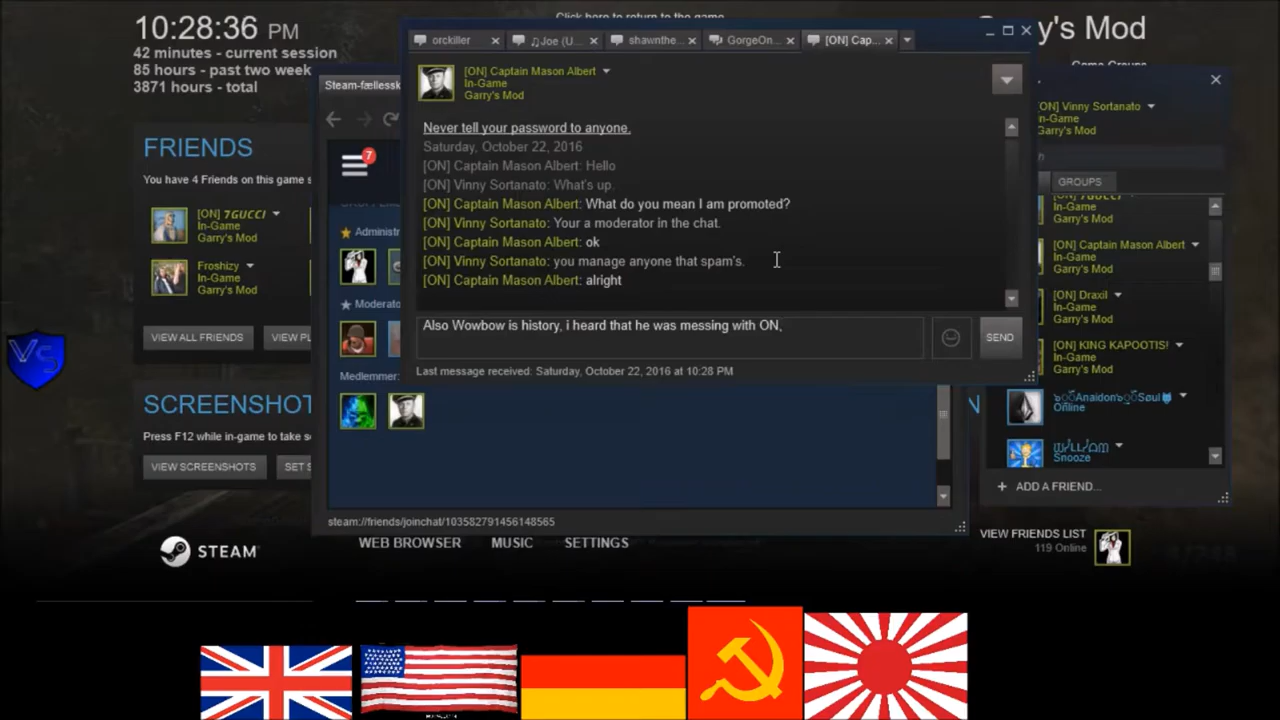 10:28:36 PM
42 minutes - current session
85 hours - past two week
3871 hours - total
Click here to return to the game
y's Mod
FRIENDS
You have 4 Friends on this game s
[ON] 7GUCCI
In-Game
Garry's Mod
Froshizy
In-Game
Garry's Mod
VIEW ALL FRIENDS
VIEW PL
SCREENSHOT
Press F12 while in-game to take s
VIEW SCREENSHOTS
SET S
VS
Steam-fællessk
7
Administr
Moderato
Medlemmer:
steam://friends/joinchat/103582791456148565
orckiller
♫Joe (U...
shawnthe...
GorgeOn...
[ON] Cap...
[ON] Captain Mason Albert
In-Game
Garry's Mod
Never tell your password to anyone.
Saturday, October 22, 2016
[ON] Captain Mason Albert: Hello
[ON] Vinny Sortanato: What's up.
[ON] Captain Mason Albert: What do you mean I am promoted?
[ON] Vinny Sortanato: Your a moderator in the chat.
[ON] Captain Mason Albert: ok
[ON] Vinny Sortanato: you manage anyone that spam's.
[ON] Captain Mason Albert: alright
Also Wowbow is history, i heard that he was messing with ON,
SEND
Last message received: Saturday, October 22, 2016 at 10:28 PM
ON] Vinny Sortanato
In-Game
Garry's Mod
GROUPS
In-Game
Garry's Mod
[ON] Captain Mason Albert
In-Game
Garry's Mod
[ON] Draxil
In-Game
Garry's Mod
[ON] KING KAPOOTIS!
In-Game
Garry's Mod
Online
Snooze
+ ADD A FRIEND...
VIEW FRIENDS LIST
119 Online
STEAM
WEB BROWSER
MUSIC
SETTINGS